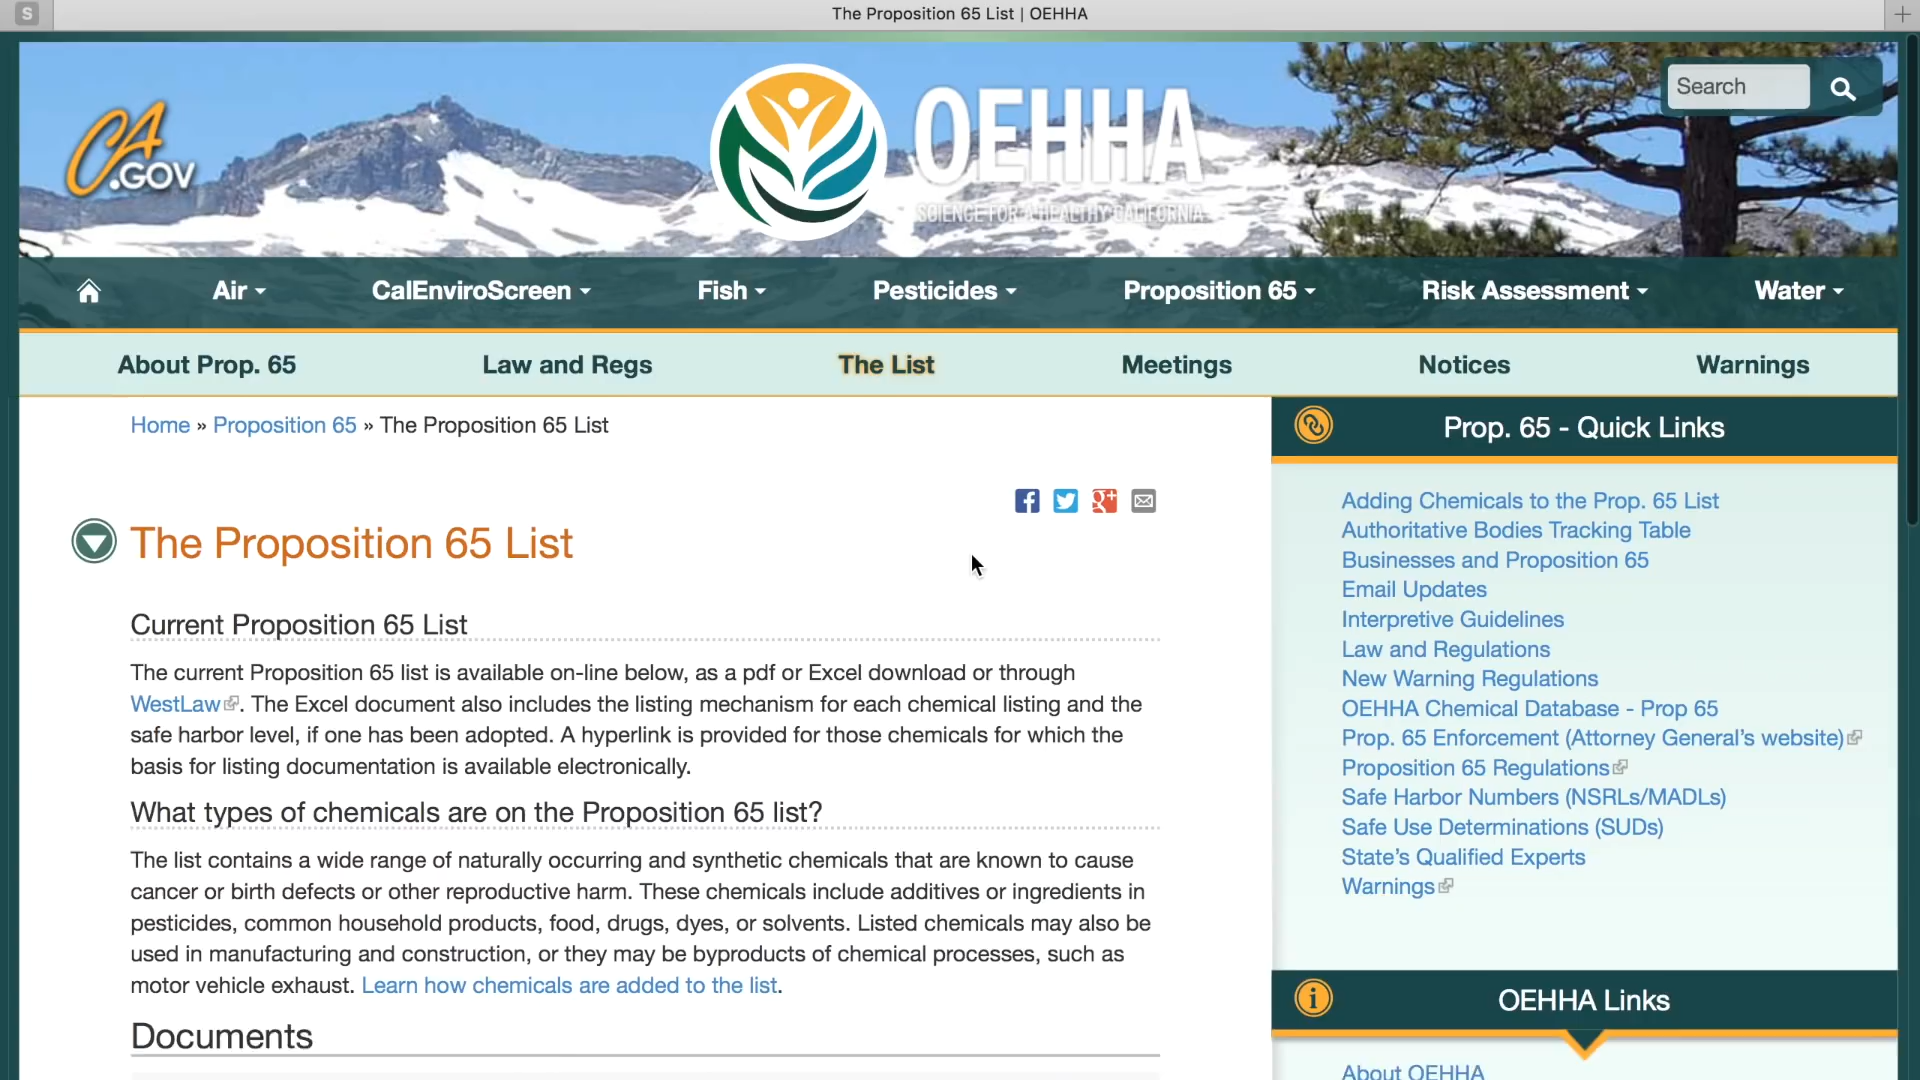 S
The Proposition 65 List | OEHHA
CA
.GOV
OEHHA
SCIENCE FOR A HEALTHY CALIFORNIA
Search
Air
CalEnviroScreen
Fish
Pesticides
Proposition 65
Risk Assessment
Water
About Prop. 65
Law and Regs
The List
Meetings
Notices
Warnings
Home » Proposition 65 » The Proposition 65 List
The Proposition 65 List
Current Proposition 65 List
The current Proposition 65 list is available on-line below, as a pdf or Excel download or through
WestLaw. The Excel document also includes the listing mechanism for each chemical listing and the
safe harbor level, if one has been adopted. A hyperlink is provided for those chemicals for which the
basis for listing documentation is available electronically.
What types of chemicals are on the Proposition 65 list?
The list contains a wide range of naturally occurring and synthetic chemicals that are known to cause
cancer or birth defects or other reproductive harm. These chemicals include additives or ingredients in
pesticides, common household products, food, drugs, dyes, or solvents. Listed chemicals may also be
used in manufacturing and construction, or they may be byproducts of chemical processes, such as
motor vehicle exhaust. Learn how chemicals are added to the list.
Documents
Prop. 65 - Quick Links
Adding Chemicals to the Prop. 65 List
Authoritative Bodies Tracking Table
Businesses and Proposition 65
Email Updates
Interpretive Guidelines
Law and Regulations
New Warning Regulations
OEHHA Chemical Database - Prop 65
Prop. 65 Enforcement (Attorney General's website)
Proposition 65 Regulations
Safe Harbor Numbers (NSRLs/MADLs)
Safe Use Determinations (SUDs)
State's Qualified Experts
Warnings
OEHHA Links
About OEHHA